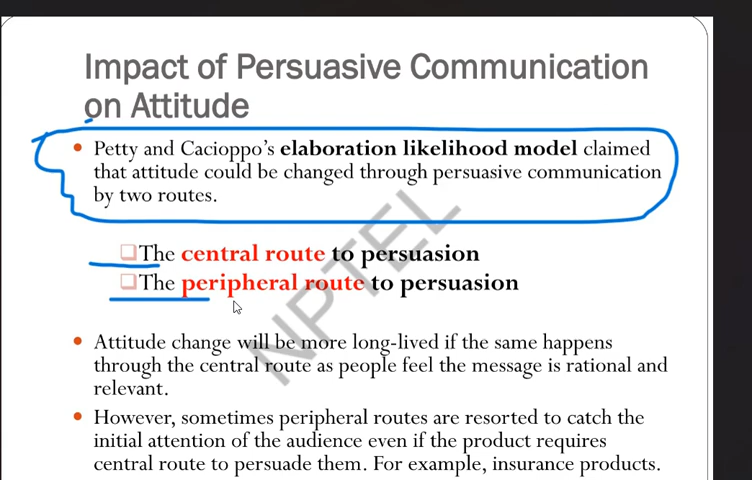 Impact of Persuasive Communication
on Attitude
• Petty and Cacioppo's elaboration likelihood model claimed
that attitude could be changed through persuasive communication
by two routes.
❑The central route to persuasion
❑The peripheral route to persuasion
• Attitude change will be more long-lived if the same happens
through the central route as people feel the message is rational and
relevant.
• However, sometimes peripheral routes are resorted to catch the
initial attention of the audience even if the product requires
central route to persuade them. For example, insurance products.
NPTEL